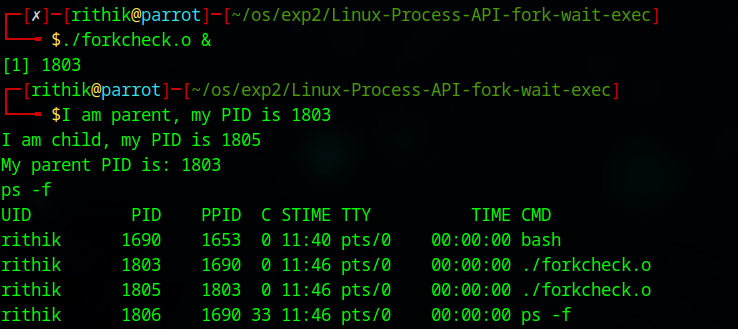 ┌─[✗]─[rithik@parrot]─[~/os/exp2/Linux-Process-API-fork-wait-exec]
└──╼ $./forkcheck.o &
[1] 1803
┌─[rithik@parrot]─[~/os/exp2/Linux-Process-API-fork-wait-exec]
└──╼ $I am parent, my PID is 1803
I am child, my PID is 1805
My parent PID is: 1803
ps -f
UID          PID    PPID  C STIME TTY          TIME CMD
rithik      1690    1653  0 11:40 pts/0    00:00:00 bash
rithik      1803    1690  0 11:46 pts/0    00:00:00 ./forkcheck.o
rithik      1805    1803  0 11:46 pts/0    00:00:00 ./forkcheck.o
rithik      1806    1690 33 11:46 pts/0    00:00:00 ps -f